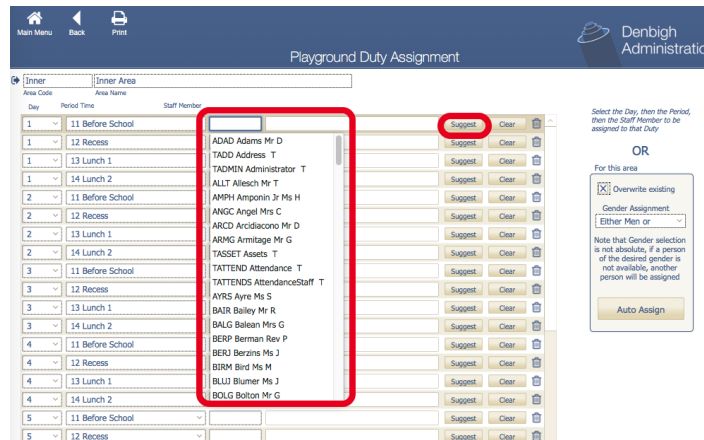 Main Menu Back Print
Playground Duty Assignment
Denbigh
Administratio
Inner Inner Area
Area Code Area Name
Day Period Time Staff Member
1 11 Before School Suggest Clear
1 12 Recess ADAD Adams Mr D Suggest Clear
TADD Address T
1 13 Lunch 1 TADMIN Administrator T Suggest Clear
1 14 Lunch 2 ALLT Allesch Mr T Suggest Clear
2 11 Before School AMPH Amponin Jr Ms H Suggest Clear
2 12 Recess ANGC Angel Mrs C Suggest Clear
ARCD Arcidiacono Mr D
2 13 Lunch 1 ARMG Armitage Mr G Suggest Clear
2 14 Lunch 2 TASSET Assets T Suggest Clear
3 11 Before School TATTEND Attendance T Suggest Clear
TATTENDS AttendanceStaff T
3 12 Recess AYRS Ayre Ms S Suggest Clear
3 13 Lunch 1 BAIR Bailey Mr R Suggest Clear
3 14 Lunch 2 BALG Balean Mrs G Suggest Clear
4 11 Before School BERP Berman Rev P Suggest Clear
4 12 Recess BERJ Berzins Ms J Suggest Clear
BIRM Bird Ms M
4 13 Lunch 1 BLUJ Blumer Ms J Suggest Clear
4 14 Lunch 2 BOLG Bolton Mr G Suggest Clear
5 11 Before School Suggest Clear
5 12 Recess Suggest Clear
Select the Day, then the Period,
then the Staff Member to be
assigned to that Duty
OR
For this area
Overwrite existing
Gender Assignment
Either Men or
Note that Gender selection
is not absolute, if a person
of the desired gender is
not available, another
person will be assigned
Auto Assign